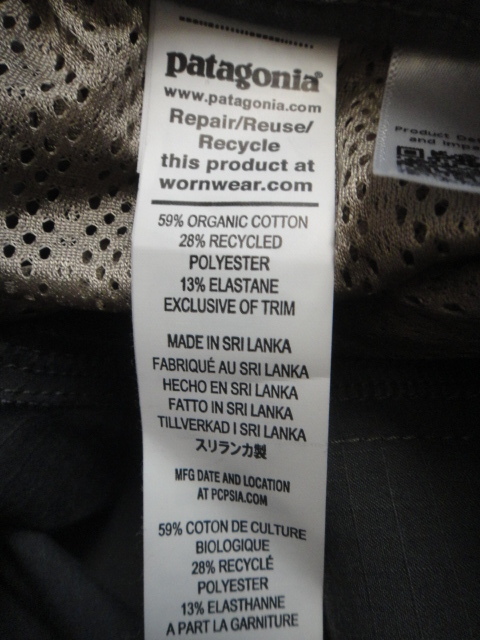 patagonia®
www.patagonia.com
Repair/Reuse/
Recycle
this product at
wornwear.com
59% ORGANIC COTTON
28% RECYCLED
POLYESTER
13% ELASTANE
EXCLUSIVE OF TRIM
MADE IN SRI LANKA
FABRIQUÉ AU SRI LANKA
HECHO EN SRI LANKA
FATTO IN SRI LANKA
TILLVERKAD I SRI LANKA
スリランカ製
MFG DATE AND LOCATION
AT PCPSIA.COM
59% COTON DE CULTURE
BIOLOGIQUE
28% RECYCLÉ
POLYESTER
13% ELASTHANNE
A PART LA GARNITURE
Product
and Impa